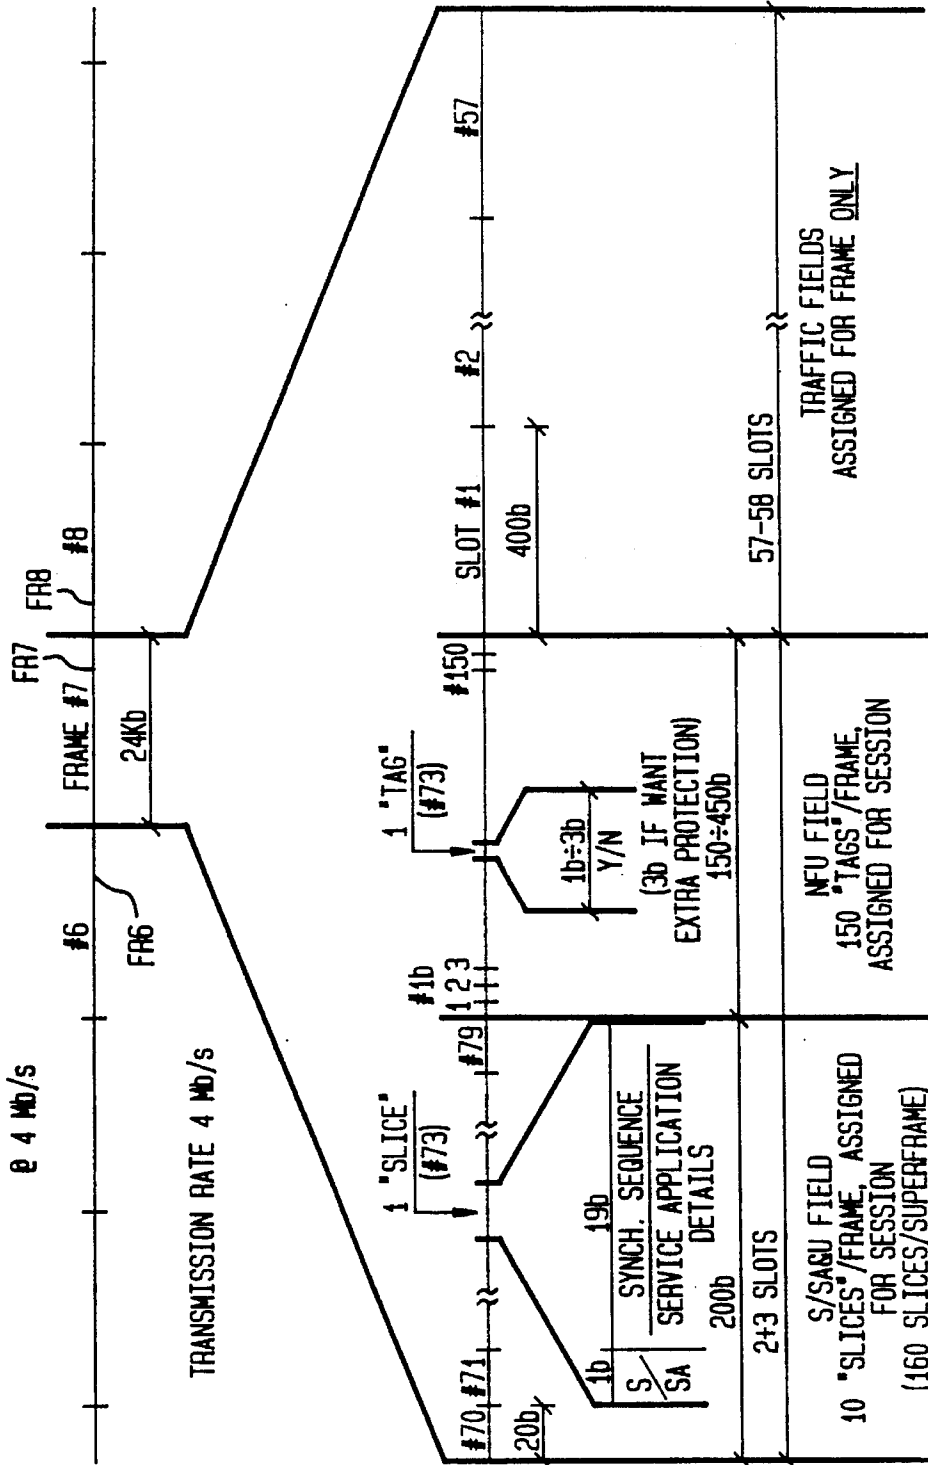 @ 4 Mb/s
#6
FRAME #7
#8
FR6
FR7
FR8
24Kb
TRANSMISSION RATE 4 Mb/s
1 "SLICE"
(#73)
1 "TAG"
(#73)
#70
#71
#79
#1b
1
2
3
#150
SLOT #1
#2
#57
20b
1b
19b
S/SA
SYNCH. SEQUENCE
SERVICE APPLICATION
DETAILS
1b÷3b
Y/N
(3b IF WANT
EXTRA PROTECTION)
150÷450b
400b
200b
2÷3 SLOTS
57-58 SLOTS
S/SAGU FIELD
10 "SLICES"/FRAME, ASSIGNED
FOR SESSION
(160 SLICES/SUPERFRAME)
NFU FIELD
150 "TAGS"/FRAME,
ASSIGNED FOR SESSION
TRAFFIC FIELDS
ASSIGNED FOR FRAME ONLY